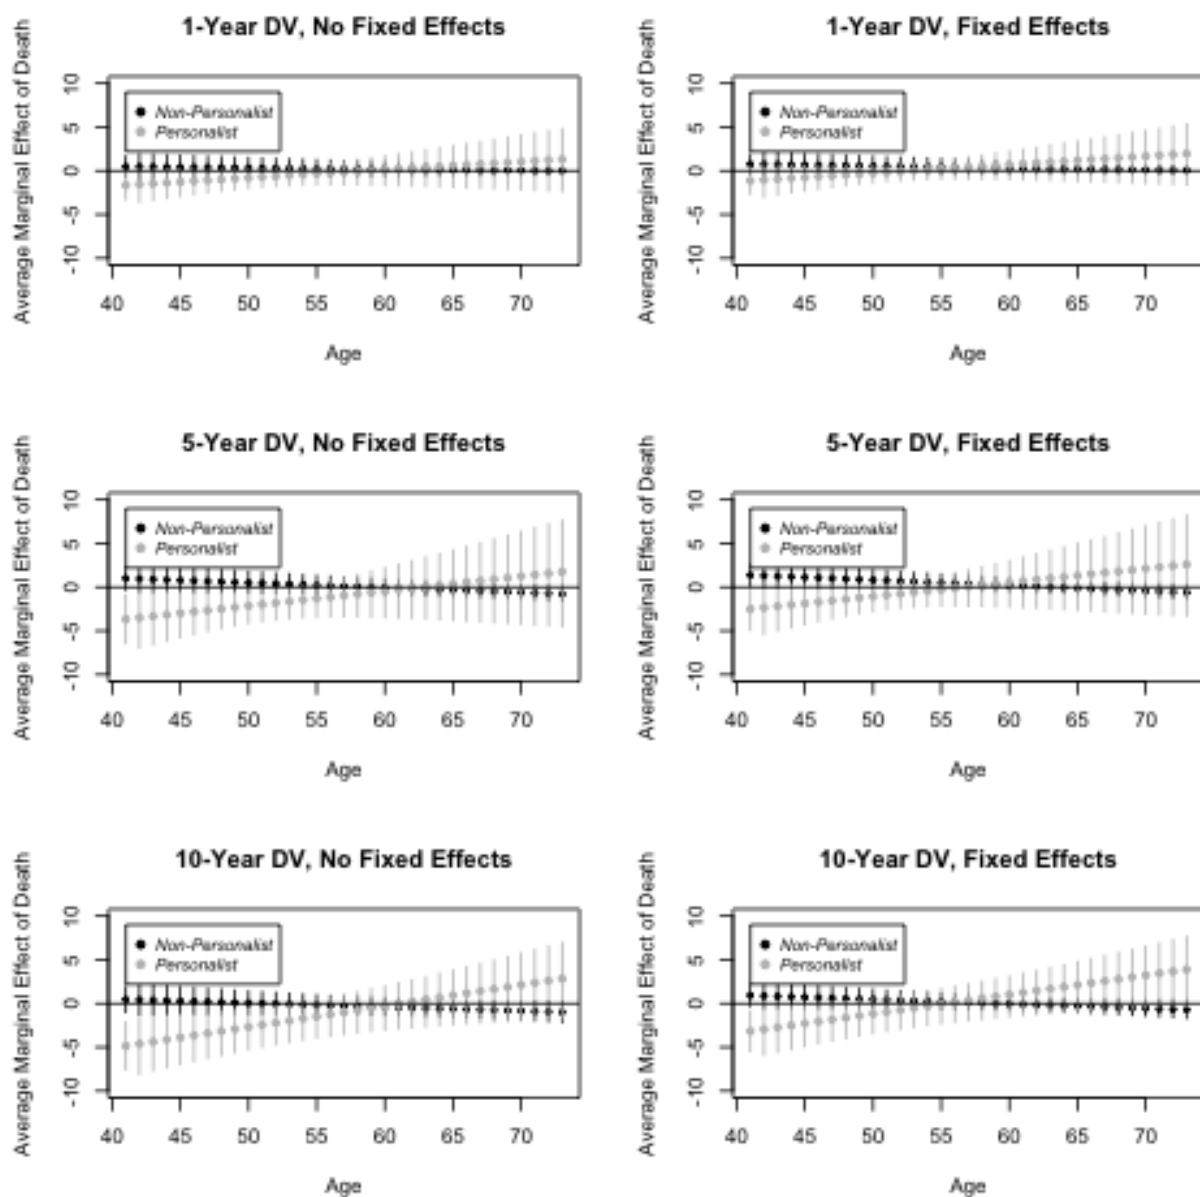 1-Year DV, No Fixed Effects
Average Marginal Effect of Death
10
5
0
-5
-10
Non-Personalist
Personalist
40 45 50 55 60 65 70
Age
1-Year DV, Fixed Effects
Average Marginal Effect of Death
10
5
0
-5
-10
Non-Personalist
Personalist
40 45 50 55 60 65 70
Age
5-Year DV, No Fixed Effects
Average Marginal Effect of Death
10
5
0
-5
-10
Non-Personalist
Personalist
40 45 50 55 60 65 70
Age
5-Year DV, Fixed Effects
Average Marginal Effect of Death
10
5
0
-5
-10
Non-Personalist
Personalist
40 45 50 55 60 65 70
Age
10-Year DV, No Fixed Effects
Average Marginal Effect of Death
10
5
0
-5
-10
Non-Personalist
Personalist
40 45 50 55 60 65 70
Age
10-Year DV, Fixed Effects
Average Marginal Effect of Death
10
5
0
-5
-10
Non-Personalist
Personalist
40 45 50 55 60 65 70
Age